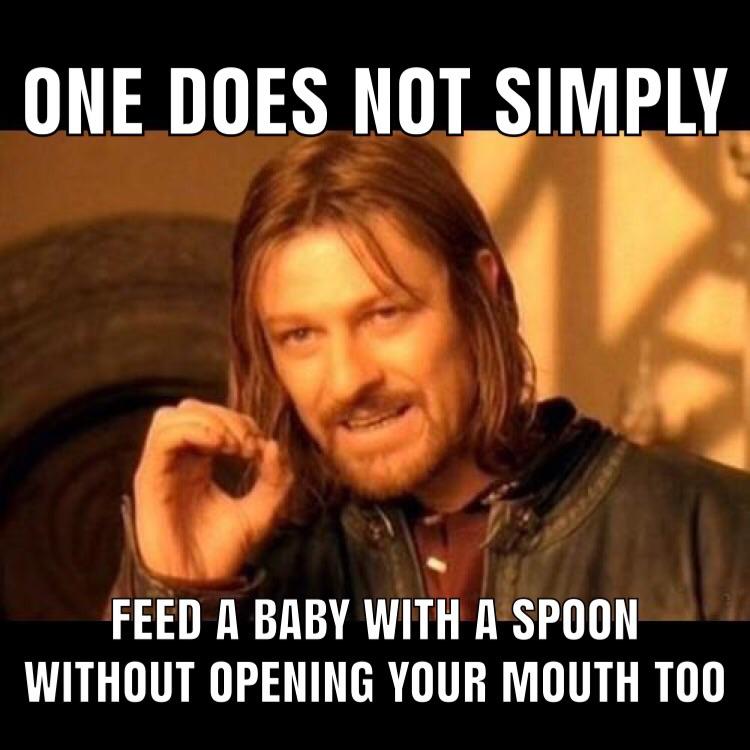 ONE DOES NOT SIMPLY
FEED A BABY WITH A SPOON
WITHOUT OPENING YOUR MOUTH TOO